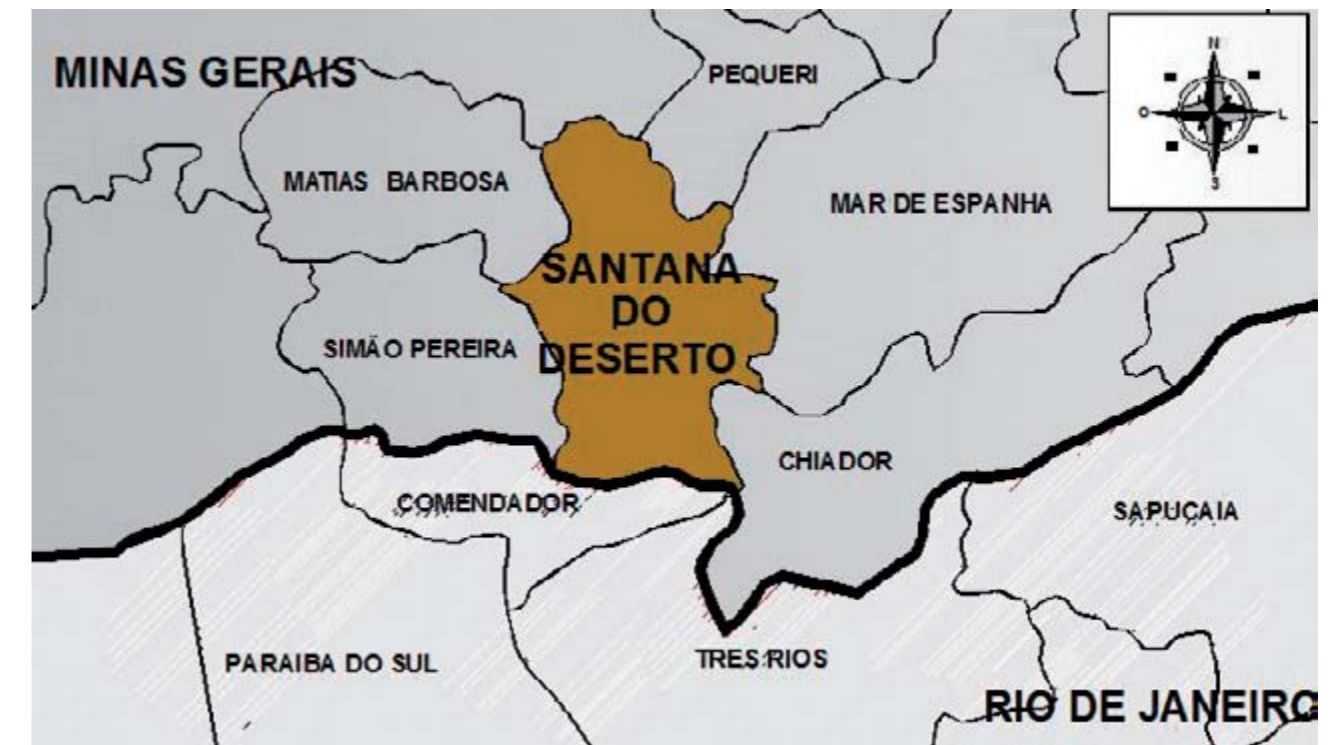 MINAS GERAIS
PEQUERI
N
O
L
S
MATIAS BARBOSA
MAR DE ESPANHA
SANTANA
DO
DESERTO
SIMÃO PEREIRA
CHIADOR
COMENDADOR
SAPUÇAIA
PARAIBA DO SUL
TRES RIOS
RIO DE JANEIRO